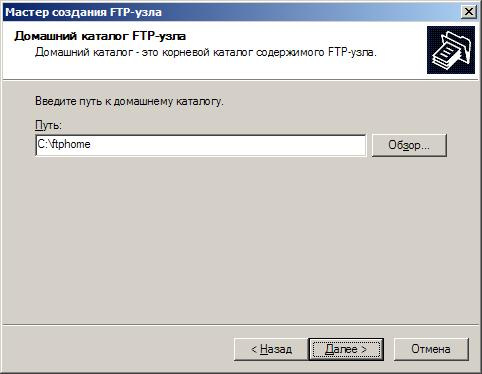 Мастер создания FTP-узла
Домашний каталог FTP-узла
Домашний каталог - это корневой каталог содержимого FTP-узла.
Введите путь к домашнему каталогу.
Путь:
C:\ftphome
Обзор...
< Назад
Далее >
Отмена